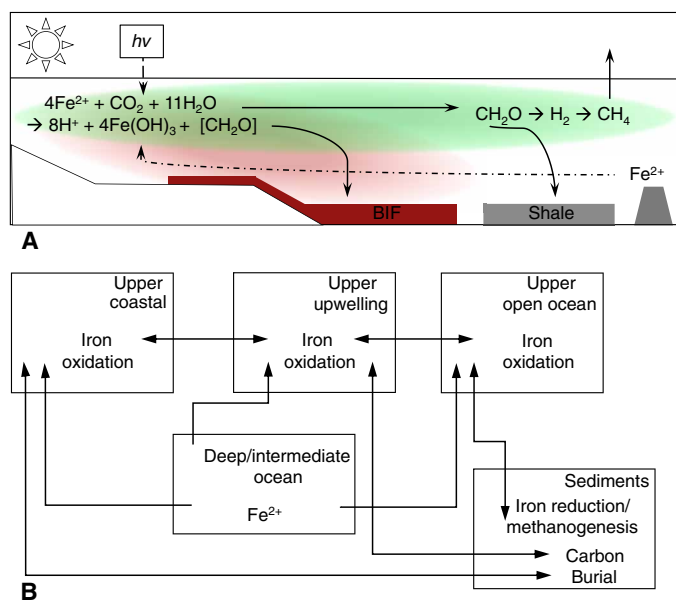 hv
4Fe²⁺ + CO₂ + 11H₂O
→ 8H⁺ + 4Fe(OH)₃ + [CH₂O]
CH₂O → H₂ → CH₄
Fe²⁺
BIF
Shale
A
Upper
coastal
Iron
oxidation
Upper
upwelling
Iron
oxidation
Upper
open ocean
Iron
oxidation
Deep/intermediate
ocean
Fe²⁺
Sediments
Iron reduction/
methanogenesis
Carbon
Burial
B